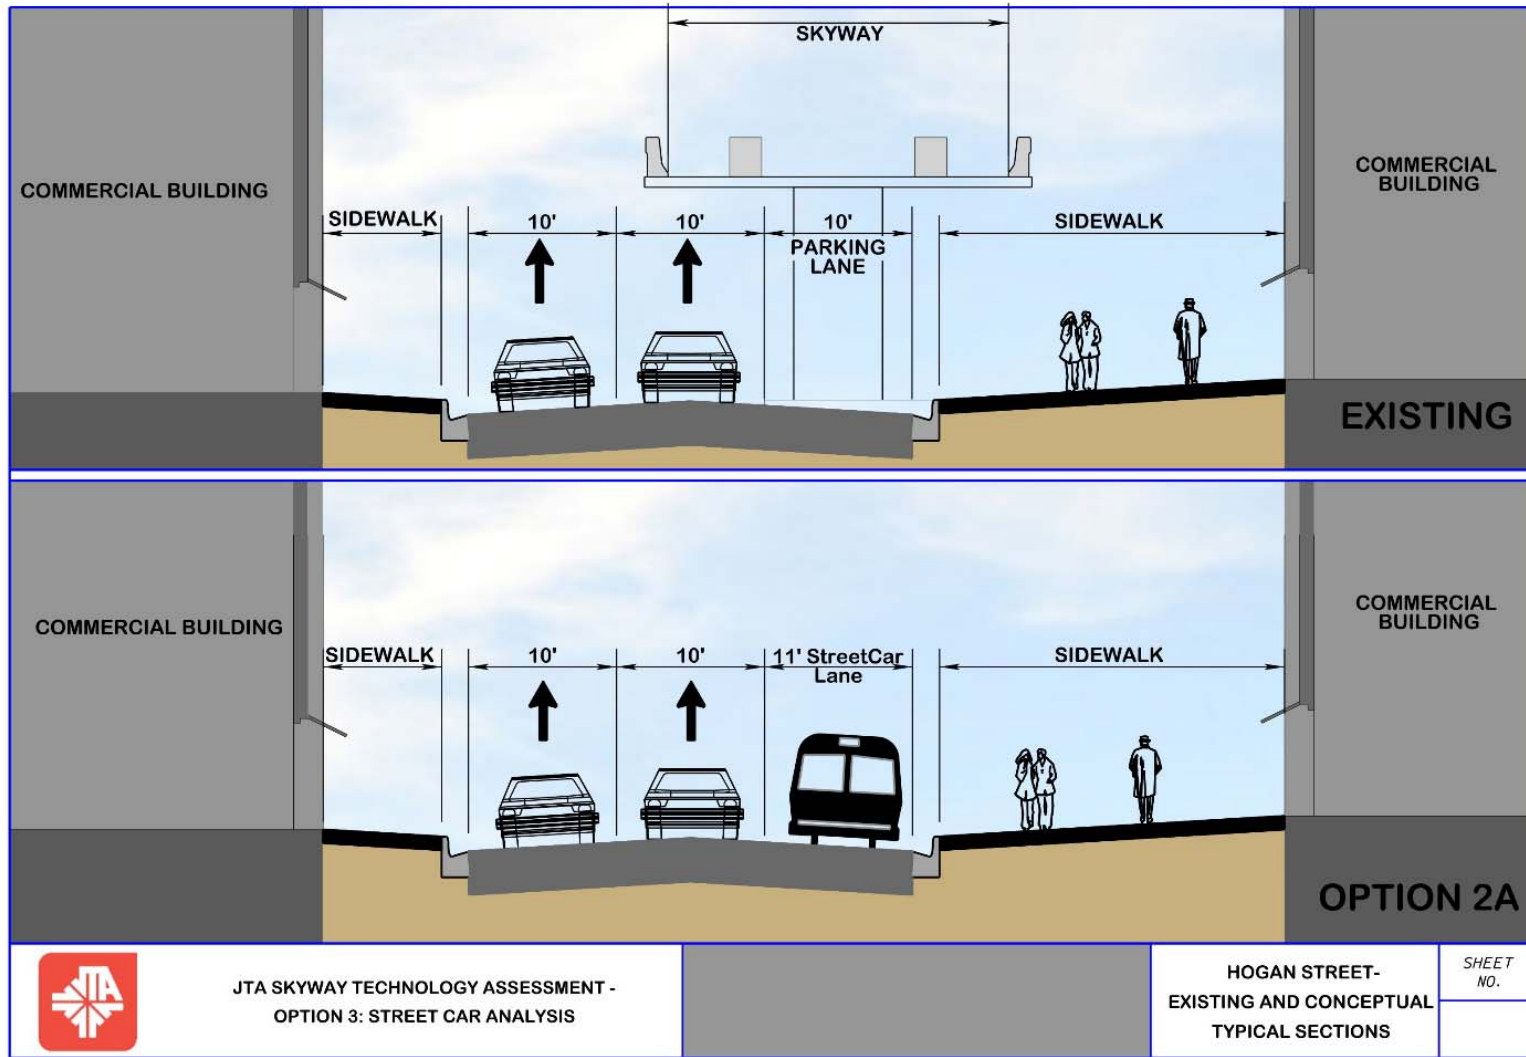 SKYWAY
COMMERCIAL BUILDING
COMMERCIAL
BUILDING
SIDEWALK
10'
10'
10'
PARKING
LANE
SIDEWALK
EXISTING
COMMERCIAL BUILDING
COMMERCIAL
BUILDING
SIDEWALK
10'
10'
11' StreetCar
Lane
SIDEWALK
OPTION 2A
JTA
JTA SKYWAY TECHNOLOGY ASSESSMENT -
OPTION 3: STREET CAR ANALYSIS
HOGAN STREET-
EXISTING AND CONCEPTUAL
TYPICAL SECTIONS
SHEET
NO.